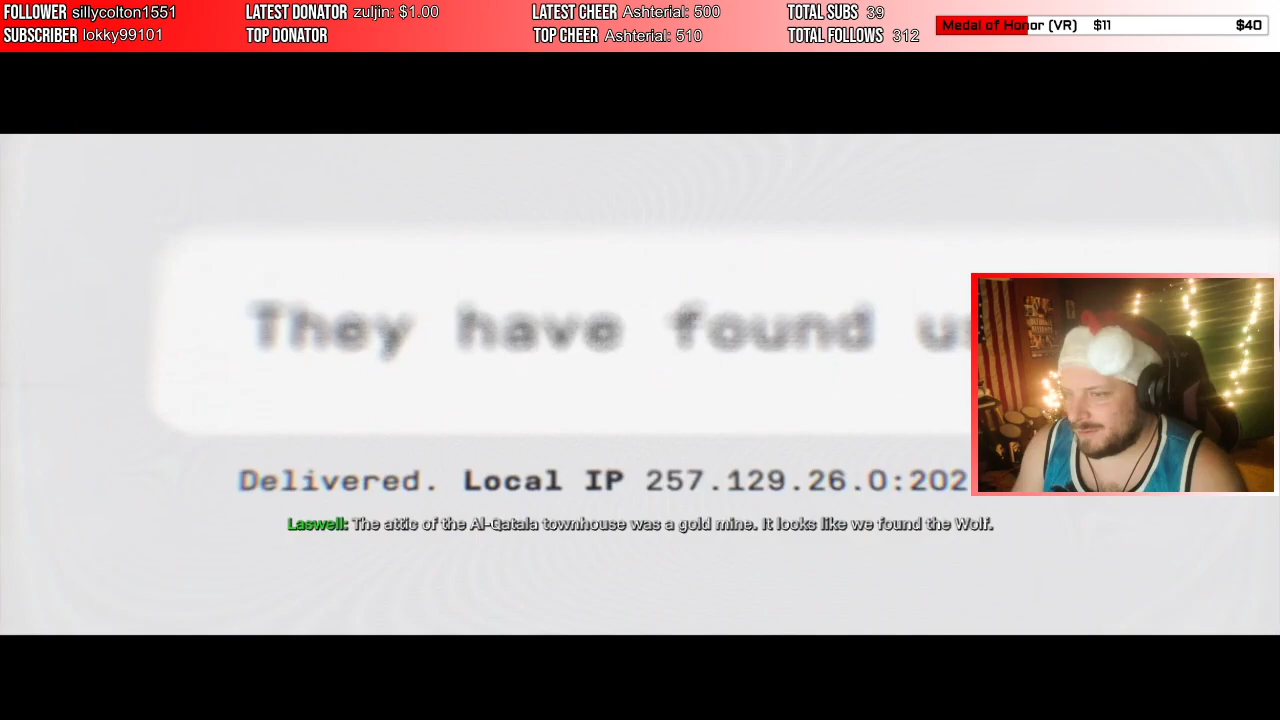 FOLLOWER sillycolton1551
SUBSCRIBER lokky99101
LATEST DONATOR zuljin: $1.00
TOP DONATOR
LATEST CHEER Ashterial: 500
TOP CHEER Ashterial: 510
TOTAL SUBS 39
TOTAL FOLLOWS 312
Medal of Honor (VR) $11 $40
They have found us
Delivered. Local IP 257.129.26.0:202
Laswell: The attic of the Al-Qatala townhouse was a gold mine. It looks like we found the Wolf.